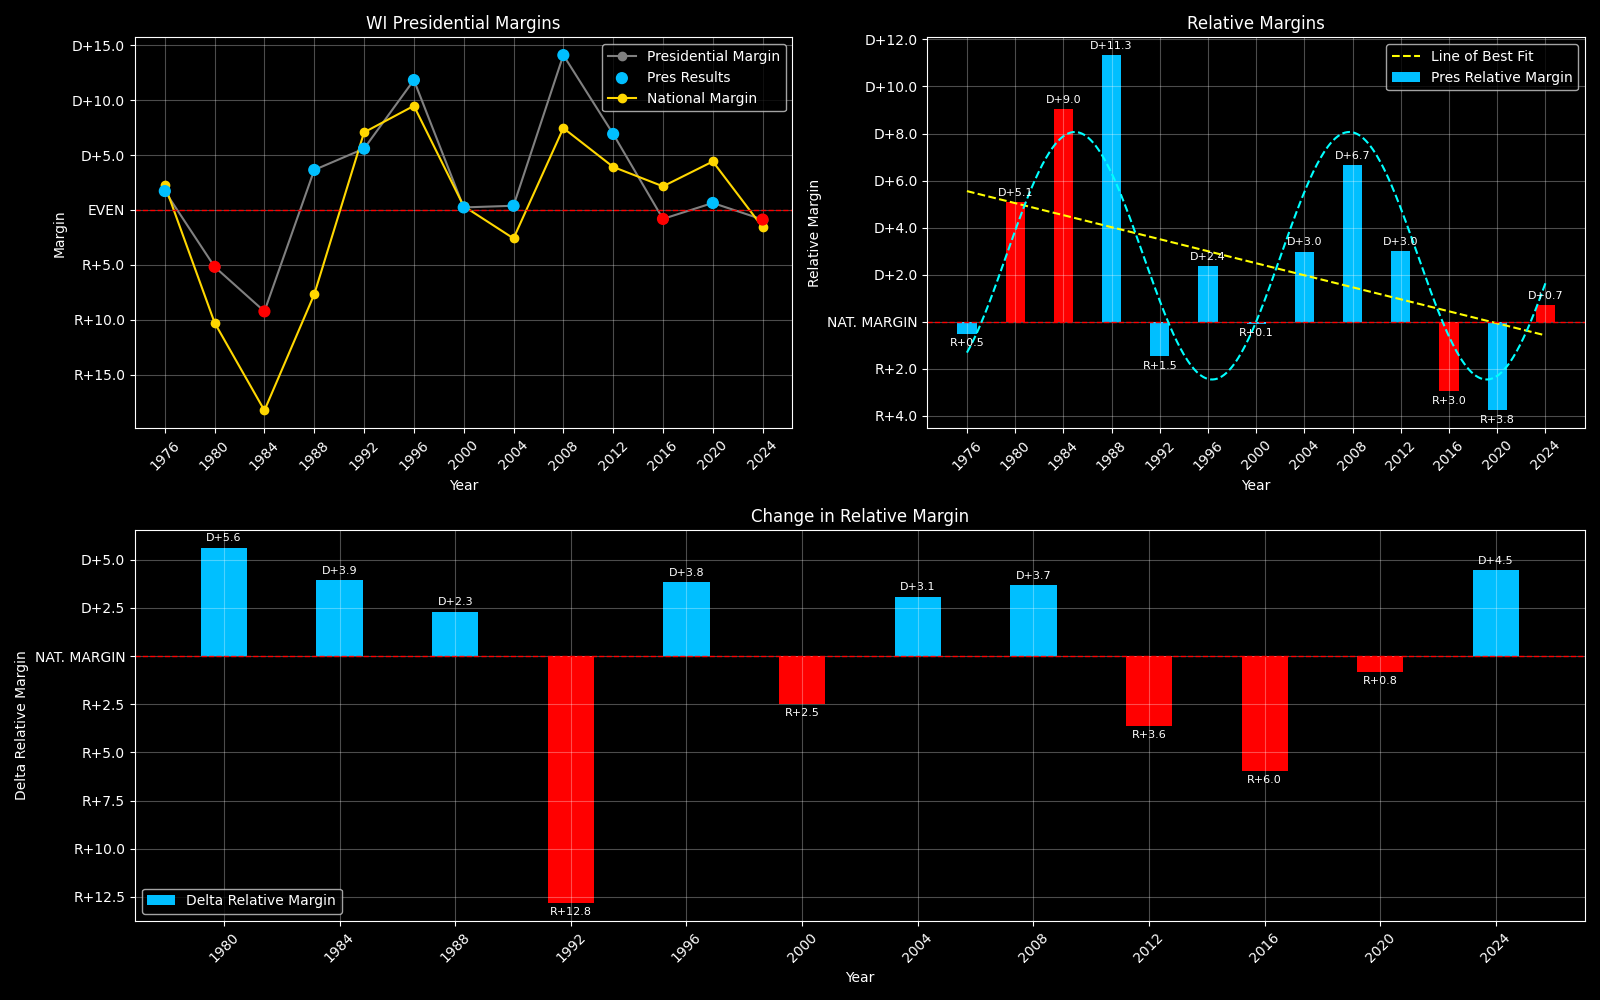 WI Presidential Margins
D+15.0
D+10.0
D+5.0
EVEN
R+5.0
R+10.0
R+15.0
Margin
Presidential Margin
Pres Results
National Margin
1976
1980
1984
1988
1992
1996
2000
2004
2008
2012
2016
2020
2024
Year
Relative Margins
D+12.0
D+10.0
D+8.0
D+6.0
D+4.0
D+2.0
NAT. MARGIN
R+2.0
R+4.0
Relative Margin
Line of Best Fit
Pres Relative Margin
R+0.5
D+5.1
D+9.0
D+11.3
R+1.5
D+2.4
R+0.1
D+3.0
D+6.7
D+3.0
R+3.0
R+3.8
D+0.7
1976
1980
1984
1988
1992
1996
2000
2004
2008
2012
2016
2020
2024
Year
Change in Relative Margin
D+5.0
D+2.5
NAT. MARGIN
R+2.5
R+5.0
R+7.5
R+10.0
R+12.5
Delta Relative Margin
D+5.6
D+3.9
D+2.3
R+12.8
D+3.8
R+2.5
D+3.1
D+3.7
R+3.6
R+6.0
R+0.8
D+4.5
Delta Relative Margin
1980
1984
1988
1992
1996
2000
2004
2008
2012
2016
2020
2024
Year